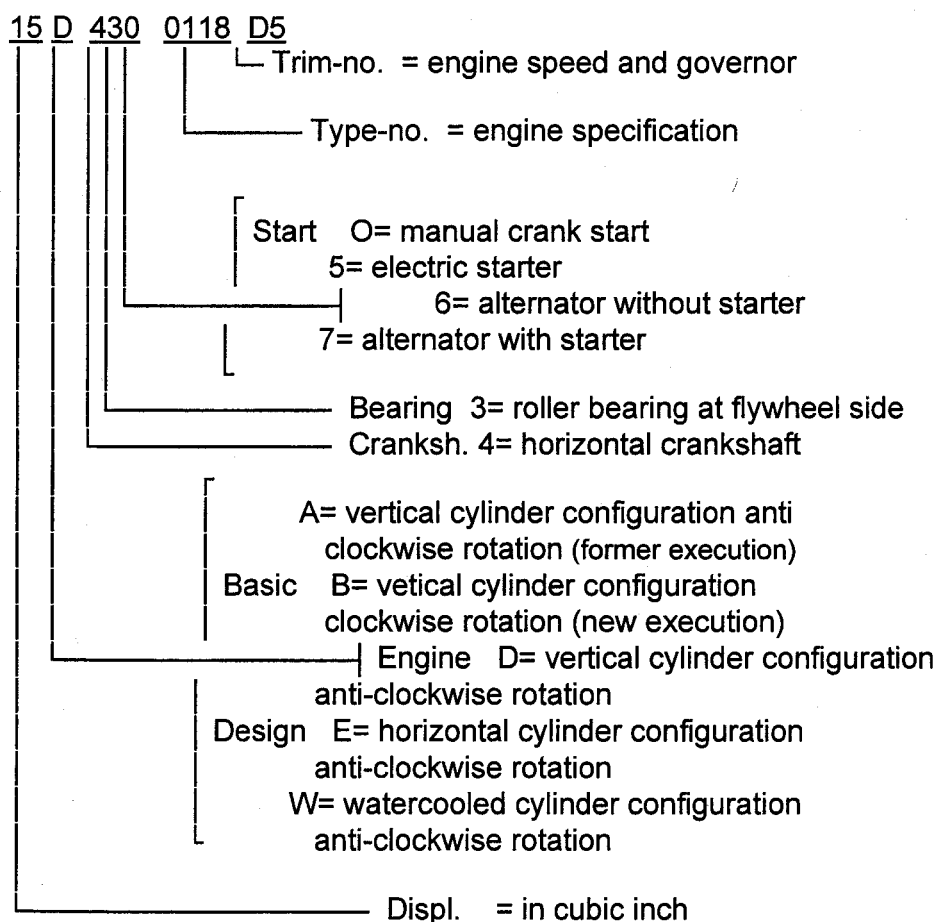 15 D 430 0118 D5
Trim-no. = engine speed and governor
Type-no. = engine specification
Start O= manual crank start
5= electric starter
6= alternator without starter
7= alternator with starter
Bearing 3= roller bearing at flywheel side
Cranksh. 4= horizontal crankshaft
A= vertical cylinder configuration anti
clockwise rotation (former execution)
Basic B= vetical cylinder configuration
clockwise rotation (new execution)
Engine D= vertical cylinder configuration
anti-clockwise rotation
Design E= horizontal cylinder configuration
anti-clockwise rotation
W= watercooled cylinder configuration
anti-clockwise rotation
Displ. = in cubic inch